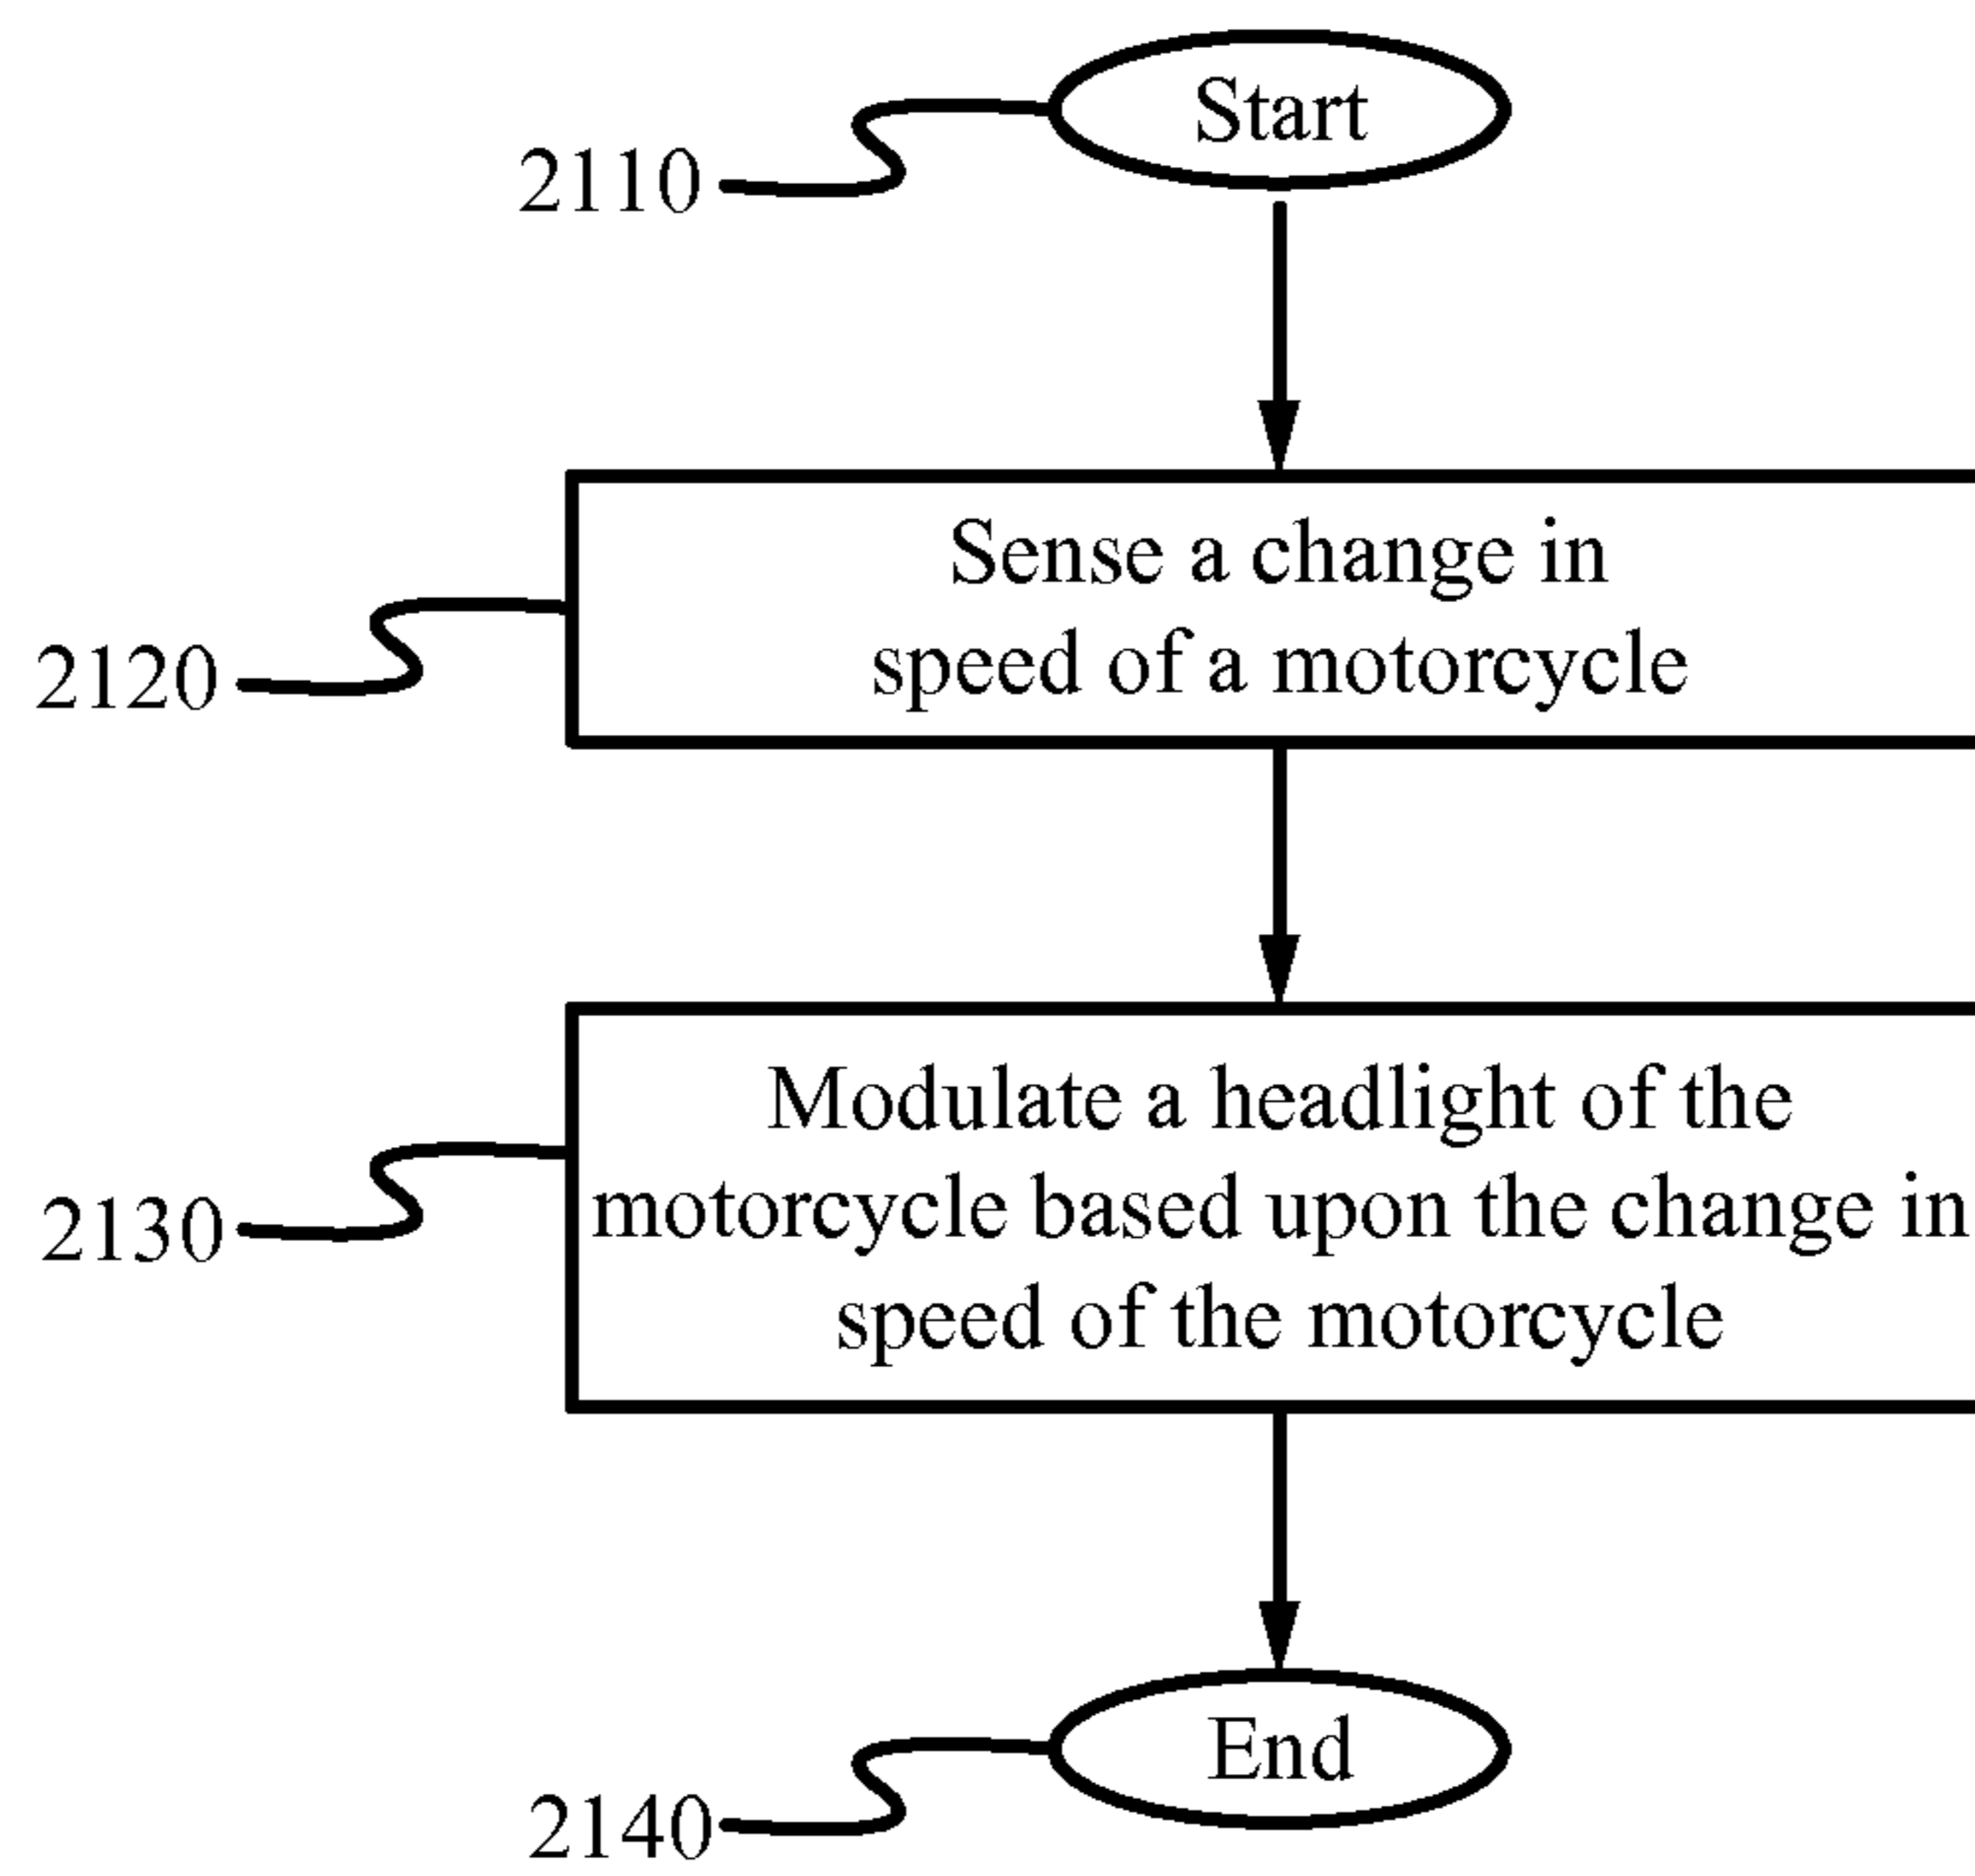 Start
2110
Sense a change in
speed of a motorcycle
2120
Modulate a headlight of the
motorcycle based upon the change in
speed of the motorcycle
2130
End
2140